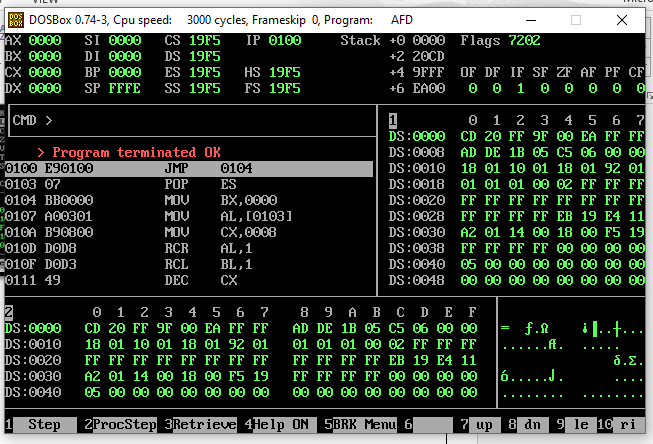 DOSBox 0.74-3, Cpu speed: 3000 cycles, Frameskip 0, Program: AFD
AX 0000 SI 0000 CS 19F5 IP 0100 Stack +0 0000 Flags 7202
BX 0000 DI 0000 DS 19F5 +2 20CD
CX 0000 BP 0000 ES 19F5 HS 19F5 +4 9FFF OF DF IF SF ZF AF PF CF
DX 0000 SP FFFE SS 19F5 FS 19F5 +6 EA00 0 0 1 0 0 0 0 0
CMD >
> Program terminated OK
0100 E90100 JMP 0104
0103 07 POP ES
0104 BB0000 MOV BX,0000
0107 A00301 MOV AL,[0103]
010A B90800 MOV CX,0008
010D D0D8 RCR AL,1
010F D0D3 RCL BL,1
0111 49 DEC CX
1 0 1 2 3 4 5 6 7
DS:0000 CD 20 FF 9F 00 EA FF FF
DS:0008 AD DE 1B 05 C5 06 00 00
DS:0010 18 01 10 01 18 01 92 01
DS:0018 01 01 01 00 02 FF FF FF
DS:0020 FF FF FF FF FF FF FF FF
DS:0028 FF FF FF FF EB 19 E4 11
DS:0030 A2 01 14 00 18 00 F5 19
DS:0038 FF FF FF FF 00 00 00 00
DS:0040 05 00 00 00 00 00 00 00
DS:0048 00 00 00 00 00 00 00 00
2 0 1 2 3 4 5 6 7 8 9 A B C D E F
DS:0000 CD 20 FF 9F 00 EA FF FF AD DE 1B 05 C5 06 00 00
DS:0010 18 01 10 01 18 01 92 01 01 01 01 00 02 FF FF FF
DS:0020 FF FF FF FF FF FF FF FF FF FF FF FF EB 19 E4 11
DS:0030 A2 01 14 00 18 00 F5 19 FF FF FF FF 00 00 00 00
DS:0040 05 00 00 00 00 00 00 00 00 00 00 00 00 00 00 00
= ƒ.Ω ¡▐..┼...
......Æ. .....
δ.Σ.
ó.....⌡. ....
........ ........
1 Step 2ProcStep 3Retrieve 4Help ON 5BRK Menu 6 7 up 8 dn 9 le 10 ri